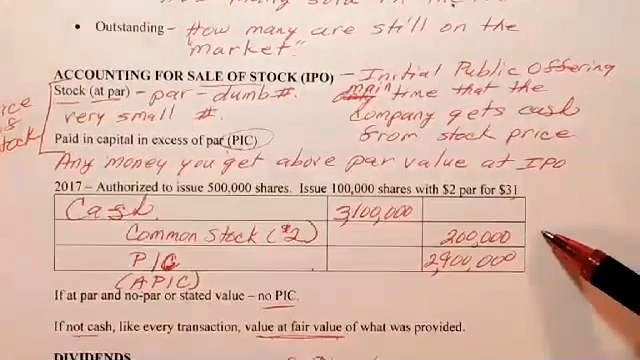 • Outstanding – How many are still on the
"market."
ACCOUNTING FOR SALE OF STOCK (IPO) – Initial Public Offering
Stock (at par) – par – dumb #. main time that the
very small #. company gets cash
from stock price
Paid in capital in excess of par (PIC)
Any money you get above par value at IPO
2017 – Authorized to issue 500,000 shares. Issue 100,000 shares with $2 par for $31
Cash 3,100,000
Common Stock ($2) 200,000
PIC 2,900,000
(APIC)
If at par and no-par or stated value – no PIC.
If not cash, like every transaction, value at fair value of what was provided.
DIVIDENDS